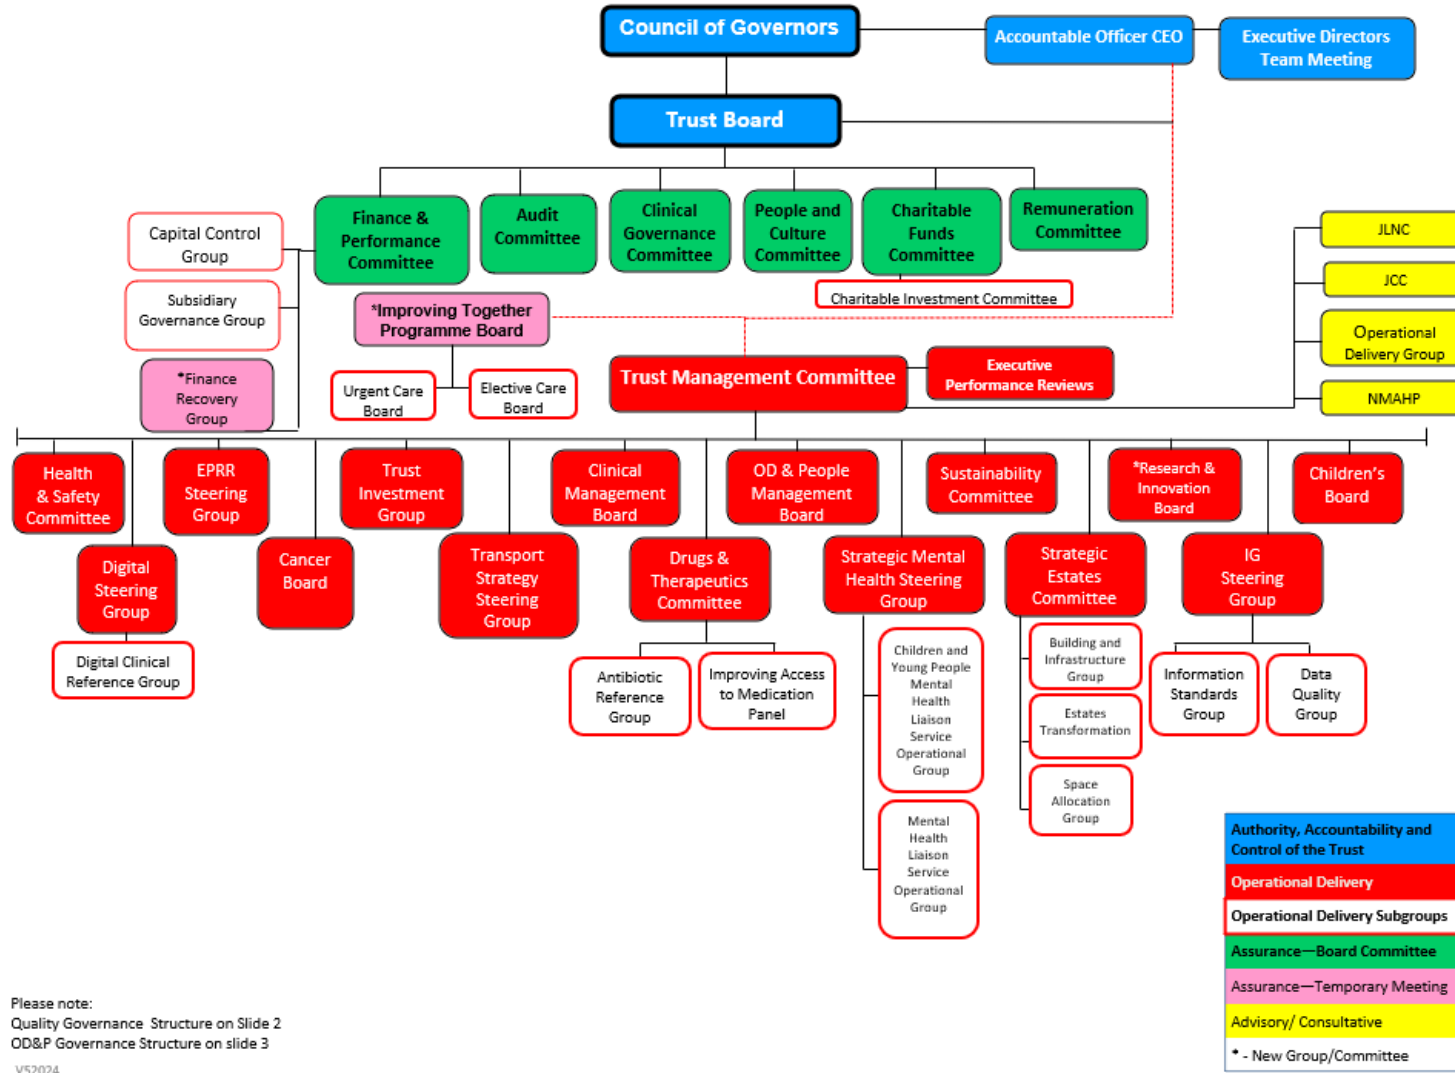 Council of Governors
Accountable Officer CEO
Executive Directors
Team Meeting
Trust Board
Finance &
Performance
Committee
Audit
Committee
Clinical
Governance
Committee
People and
Culture
Committee
Charitable
Funds
Committee
Remuneration
Committee
Capital Control
Group
Subsidiary
Governance Group
*Finance
Recovery
Group
*Improving Together
Programme Board
Charitable Investment Committee
Urgent Care
Board
Elective Care
Board
Trust Management Committee
Executive
Performance Reviews
JLNC
JCC
Operational
Delivery Group
NMAHP
Health
& Safety
Committee
EPRR
Steering
Group
Trust
Investment
Group
Clinical
Management
Board
OD & People
Management
Board
Sustainability
Committee
*Research &
Innovation
Board
Children's
Board
Digital
Steering
Group
Cancer
Board
Transport
Strategy
Steering
Group
Drugs &
Therapeutics
Committee
Strategic Mental
Health Steering
Group
Strategic
Estates
Committee
IG
Steering
Group
Digital Clinical
Reference Group
Antibiotic
Reference
Group
Improving Access
to Medication
Panel
Children and
Young People
Mental
Health
Liaison
Service
Operational
Group
Mental
Health
Liaison
Service
Operational
Group
Building and
Infrastructure
Group
Estates
Transformation
Space
Allocation
Group
Information
Standards
Group
Data
Quality
Group
Authority, Accountability and
Control of the Trust
Operational Delivery
Operational Delivery Subgroups
Assurance—Board Committee
Assurance—Temporary Meeting
Advisory/ Consultative
* - New Group/Committee
Please note:
Quality Governance Structure on Slide 2
OD&P Governance Structure on slide 3
V52024